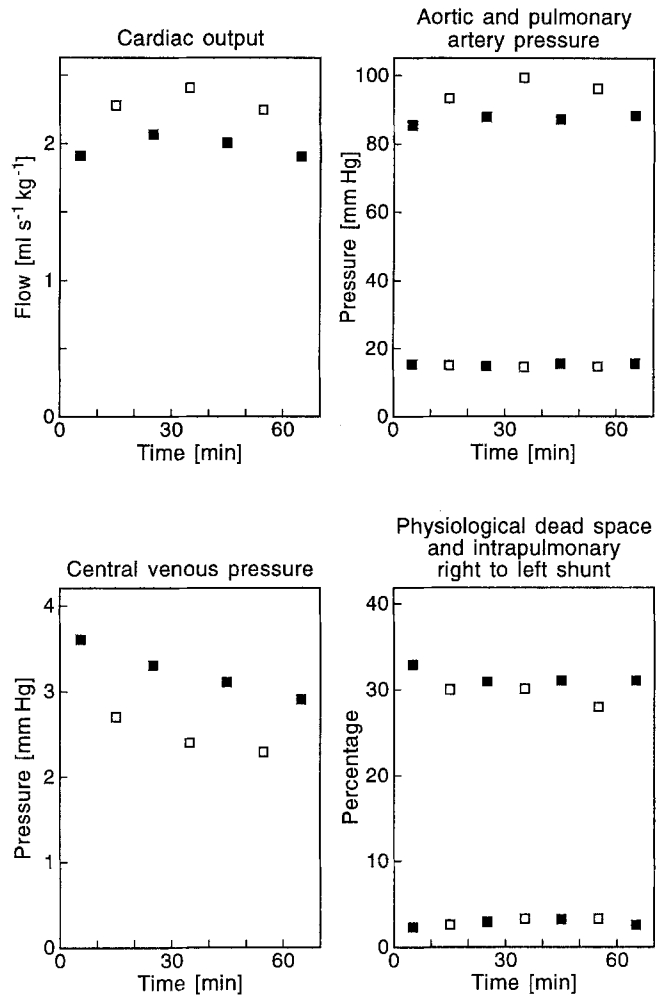 Cardiac output
Flow [ml s⁻¹ kg⁻¹]
2
1
0
0
30
60
Time [min]
Aortic and pulmonary
artery pressure
Pressure [mm Hg]
100
80
60
40
20
0
0
30
60
Time [min]
Central venous pressure
Pressure [mm Hg]
4
3
2
1
0
0
30
60
Time [min]
Physiological dead space
and intrapulmonary
right to left shunt
Percentage
40
30
20
10
0
0
30
60
Time [min]